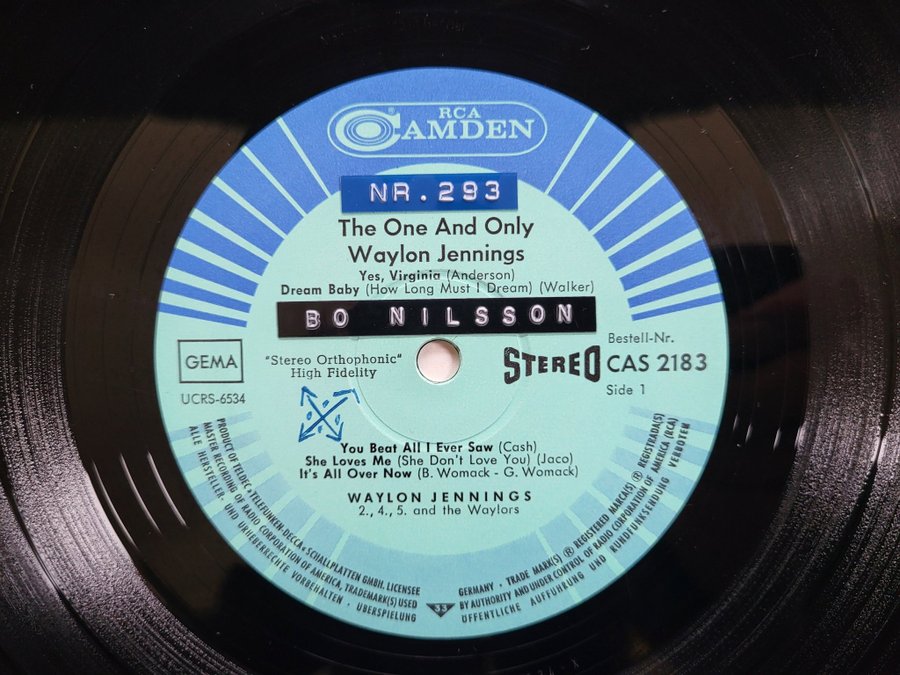 RCA
CAMDEN
NR.293
The One And Only
Waylon Jennings
Yes, Virginia (Anderson)
Dream Baby (How Long Must I Dream) (Walker)
BO NILSSON
GEMA
UCRS-6534
"Stereo Orthophonic"
High Fidelity
STEREO
Bestell-Nr.
CAS 2183
Side 1
You Beat All I Ever Saw (Cash)
She Loves Me (She Don't Love You) (Jaco)
It's All Over Now (B. Womack - G. Womack)
WAYLON JENNINGS
2., 4., 5. and the Waylors
PRODUCT OF TELDEC »TELEFUNKEN-DECCA« SCHALLPLATTEN GMBH. LICENSEE
MASTER RECORDING OF RADIO CORPORATION OF AMERICA, TRADEMARK(S) USED
ALLE HERSTELLER- UND URHEBERRECHTE VORBEHALTEN · ÜBERSPIELUNG
33
GERMANY · TRADE MARK(S) ® REGISTERED MARCA(S) ® REGISTRADA(S)
BY AUTHORITY AND UNDER CONTROL OF RADIO CORPORATION OF AMERICA (RCA)
ÖFFENTLICHE AUFFÜHRUNG UND RUNDFUNKSENDUNG VERBOTEN